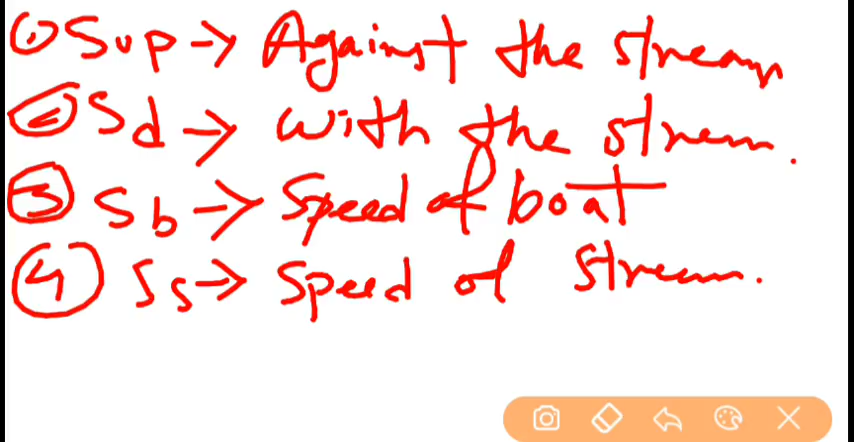 ① Sup → Against the stream
② Sd → with the stream.
③ Sb → Speed of boat
④ Ss → Speed of stream.